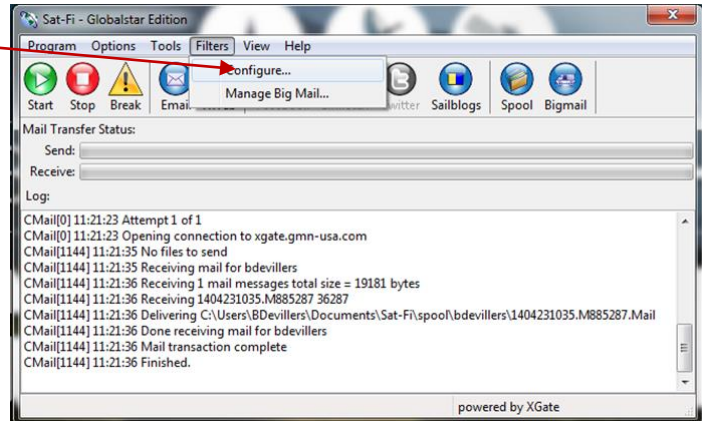 Sat-Fi - Globalstar Edition
Program Options Tools Filters View Help
Configure...
Manage Big Mail...
Start Stop Break Sailblogs Spool Bigmail
Mail Transfer Status:
Send:
Receive:
Log:
CMail[0] 11:21:23 Attempt 1 of 1
CMail[0] 11:21:23 Opening connection to xgate.gmn-usa.com
CMail[1144] 11:21:35 No files to send
CMail[1144] 11:21:35 Receiving mail for bdevillers
CMail[1144] 11:21:36 Receiving 1 mail messages total size = 19181 bytes
CMail[1144] 11:21:36 Receiving 1404231035.M885287 36287
CMail[1144] 11:21:36 Delivering C:\Users\BDevillers\Documents\Sat-Fi\spool\bdevillers\1404231035.M885287.Mail
CMail[1144] 11:21:36 Done receiving mail for bdevillers
CMail[1144] 11:21:36 Mail transaction complete
CMail[1144] 11:21:36 Finished.
powered by XGate